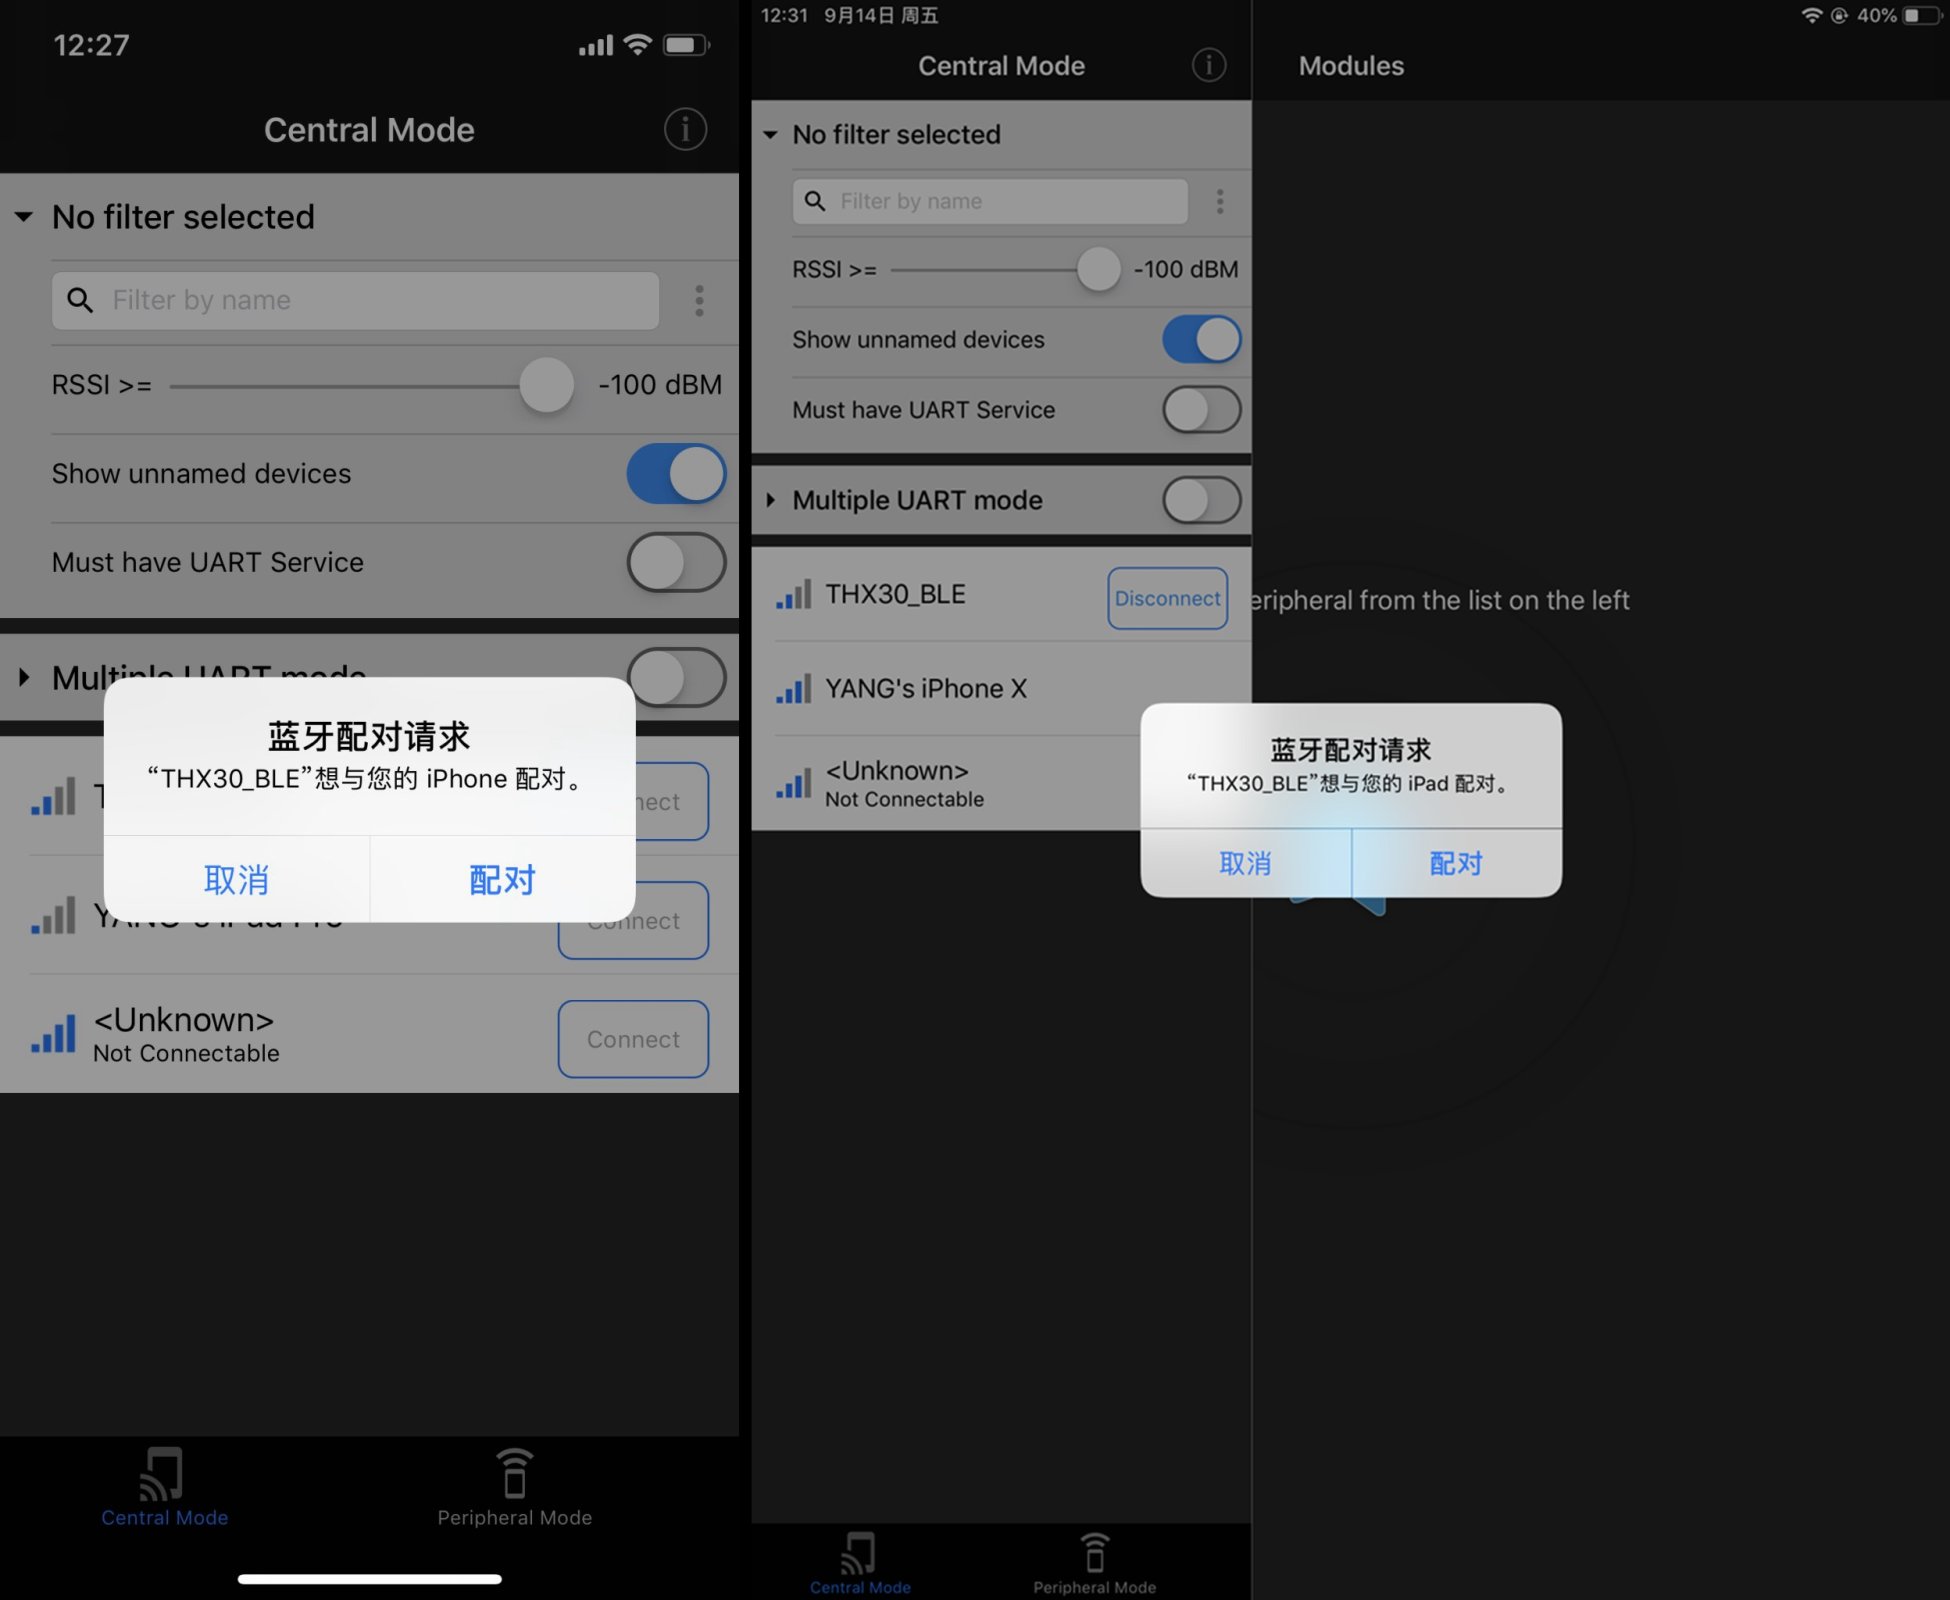 12:27
Central Mode
No filter selected
Filter by name
RSSI >=
-100 dBM
Show unnamed devices
Must have UART Service
Multiple UART mode
蓝牙配对请求
“THX30_BLE”想与您的 iPhone 配对。
取消
配对
nect
YANG's iPad Pro
Connect
<Unknown>
Not Connectable
Connect
Central Mode
Peripheral Mode
12:31 9月14日 周五
40%
Central Mode
Modules
No filter selected
Filter by name
RSSI >=
-100 dBM
Show unnamed devices
Must have UART Service
Multiple UART mode
THX30_BLE
Disconnect
eripheral from the list on the left
YANG's iPhone X
<Unknown>
Not Connectable
蓝牙配对请求
“THX30_BLE”想与您的 iPad 配对。
取消
配对
Central Mode
Peripheral Mode